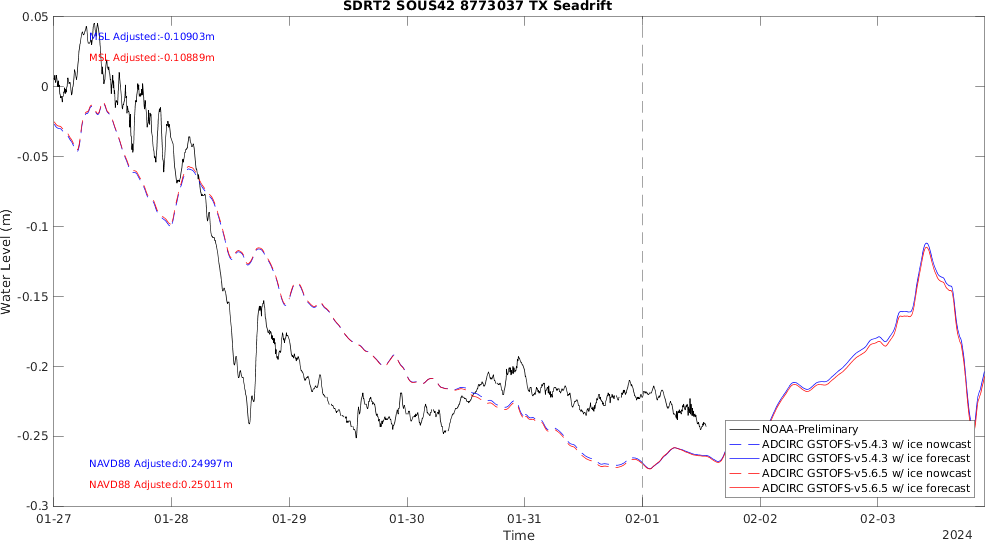 SDRT2 SOUS42 8773037 TX Seadrift
0.05
MSL Adjusted:-0.10903m
MSL Adjusted:-0.10889m
0
-0.05
-0.1
Water Level (m)
-0.15
-0.2
-0.25
NOAA-Preliminary
ADCIRC GSTOFS-v5.4.3 w/ ice nowcast
ADCIRC GSTOFS-v5.4.3 w/ ice forecast
ADCIRC GSTOFS-v5.6.5 w/ ice nowcast
ADCIRC GSTOFS-v5.6.5 w/ ice forecast
NAVD88 Adjusted:0.24997m
NAVD88 Adjusted:0.25011m
-0.3
01-27 01-28 01-29 01-30 01-31 02-01 02-02 02-03
Time
2024